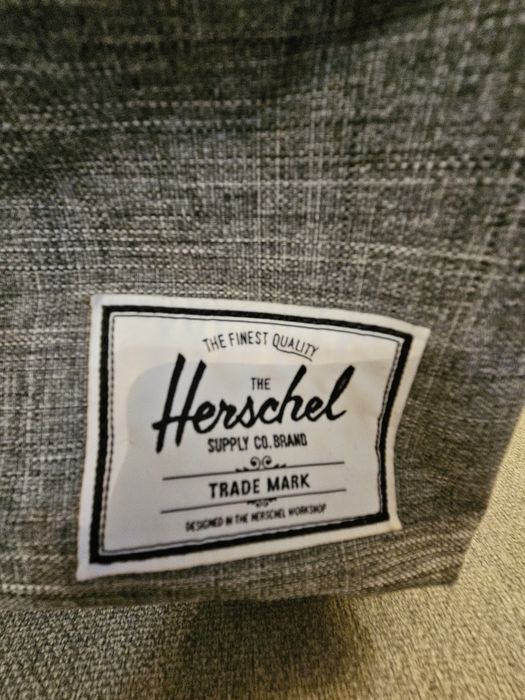 THE FINEST QUALITY
THE
Herschel
SUPPLY CO. BRAND
TRADE MARK
DESIGNED IN THE HERSCHEL WORKSHOP